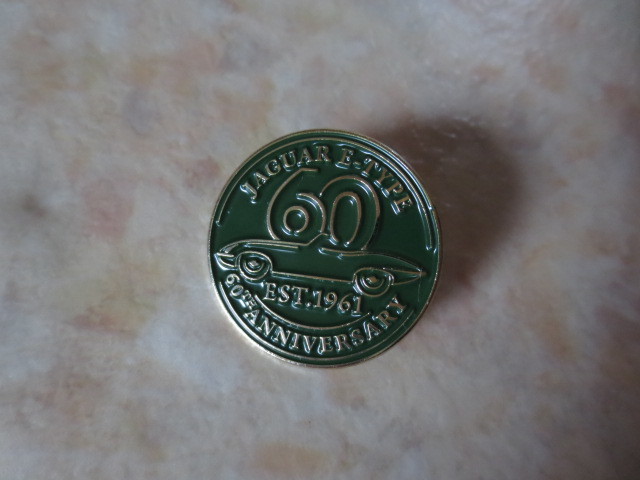 JAGUAR E-TYPE
60
EST.1961
60TH ANNIVERSARY